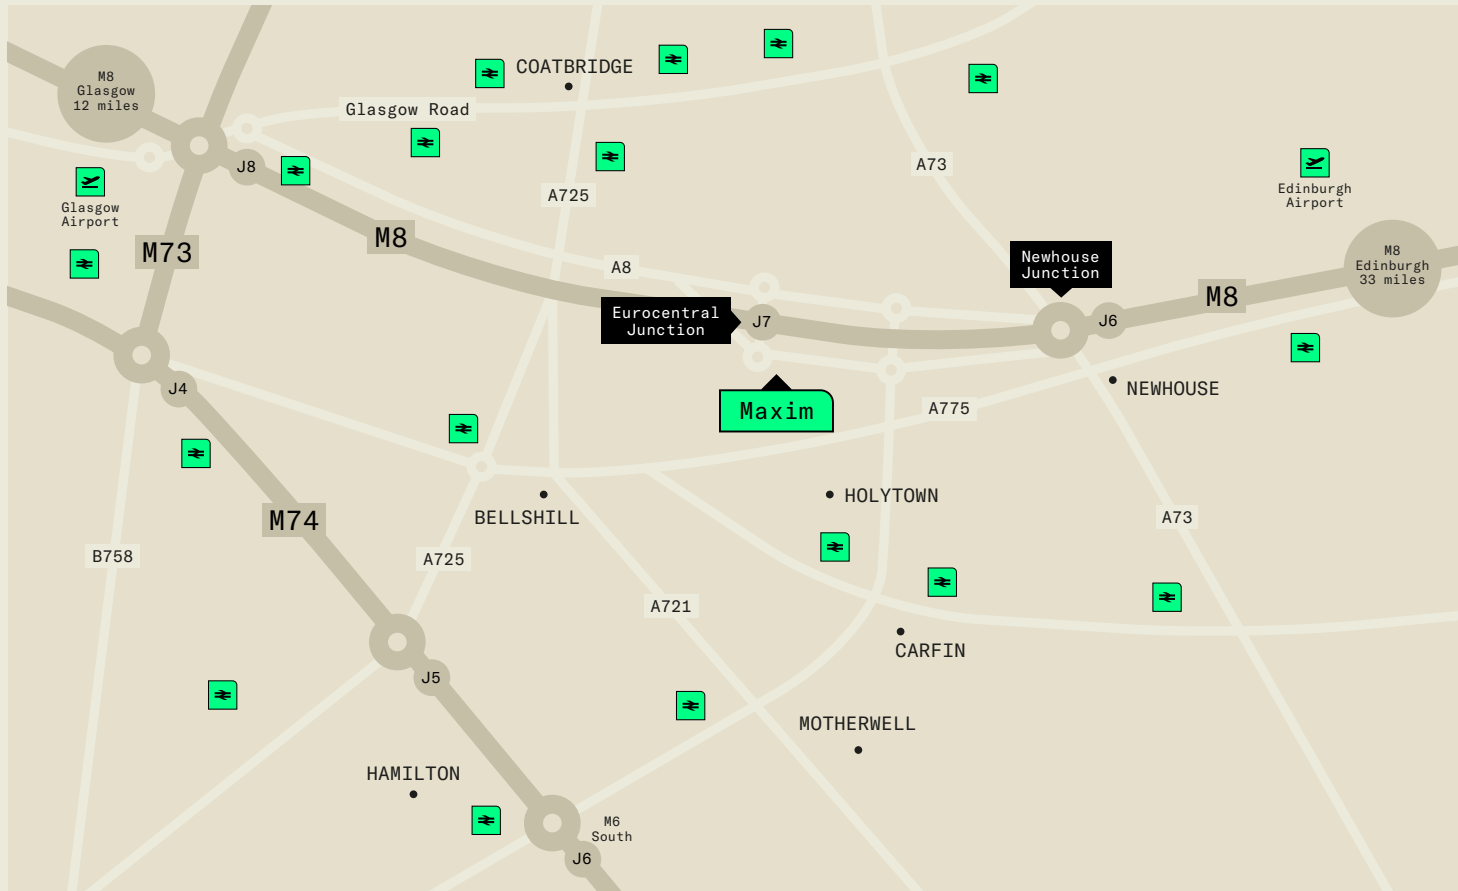 COATBRIDGE
M8
Glasgow
12 miles
Glasgow Road
J8
A73
Edinburgh
Airport
A725
Glasgow
Airport
M73
M8
A8
Newhouse
Junction
M8
Edinburgh
33 miles
M8
Eurocentral
Junction
J7
J6
J4
NEWHOUSE
Maxim
A775
HOLYTOWN
BELLSHILL
M74
A73
B758
A725
A721
CARFIN
J5
MOTHERWELL
HAMILTON
M6
South
J6